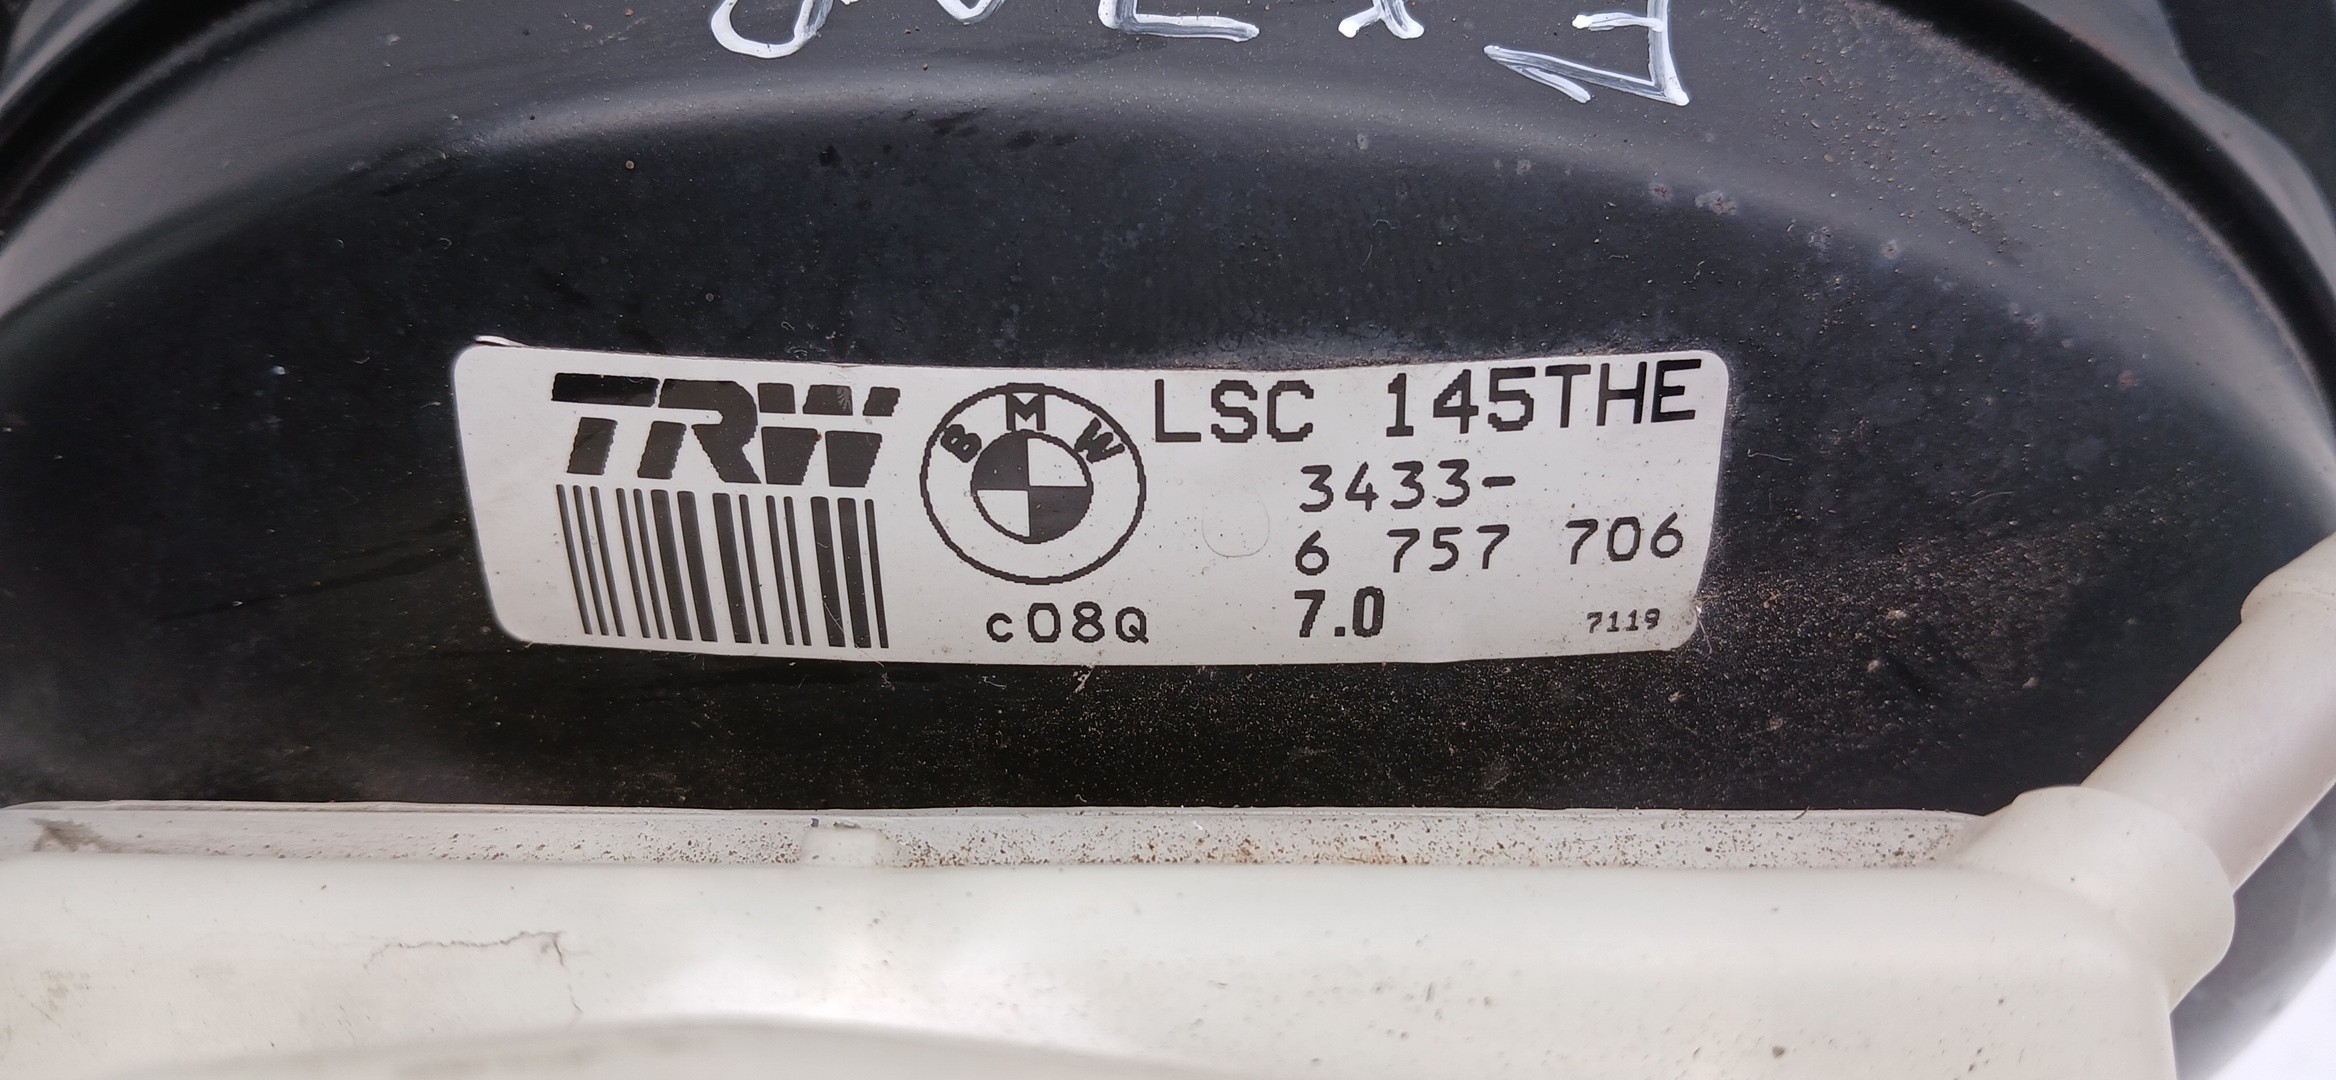 TRW
BMW
LSC 145THE
3433-
6 757 706
c08Q
7.0
7119